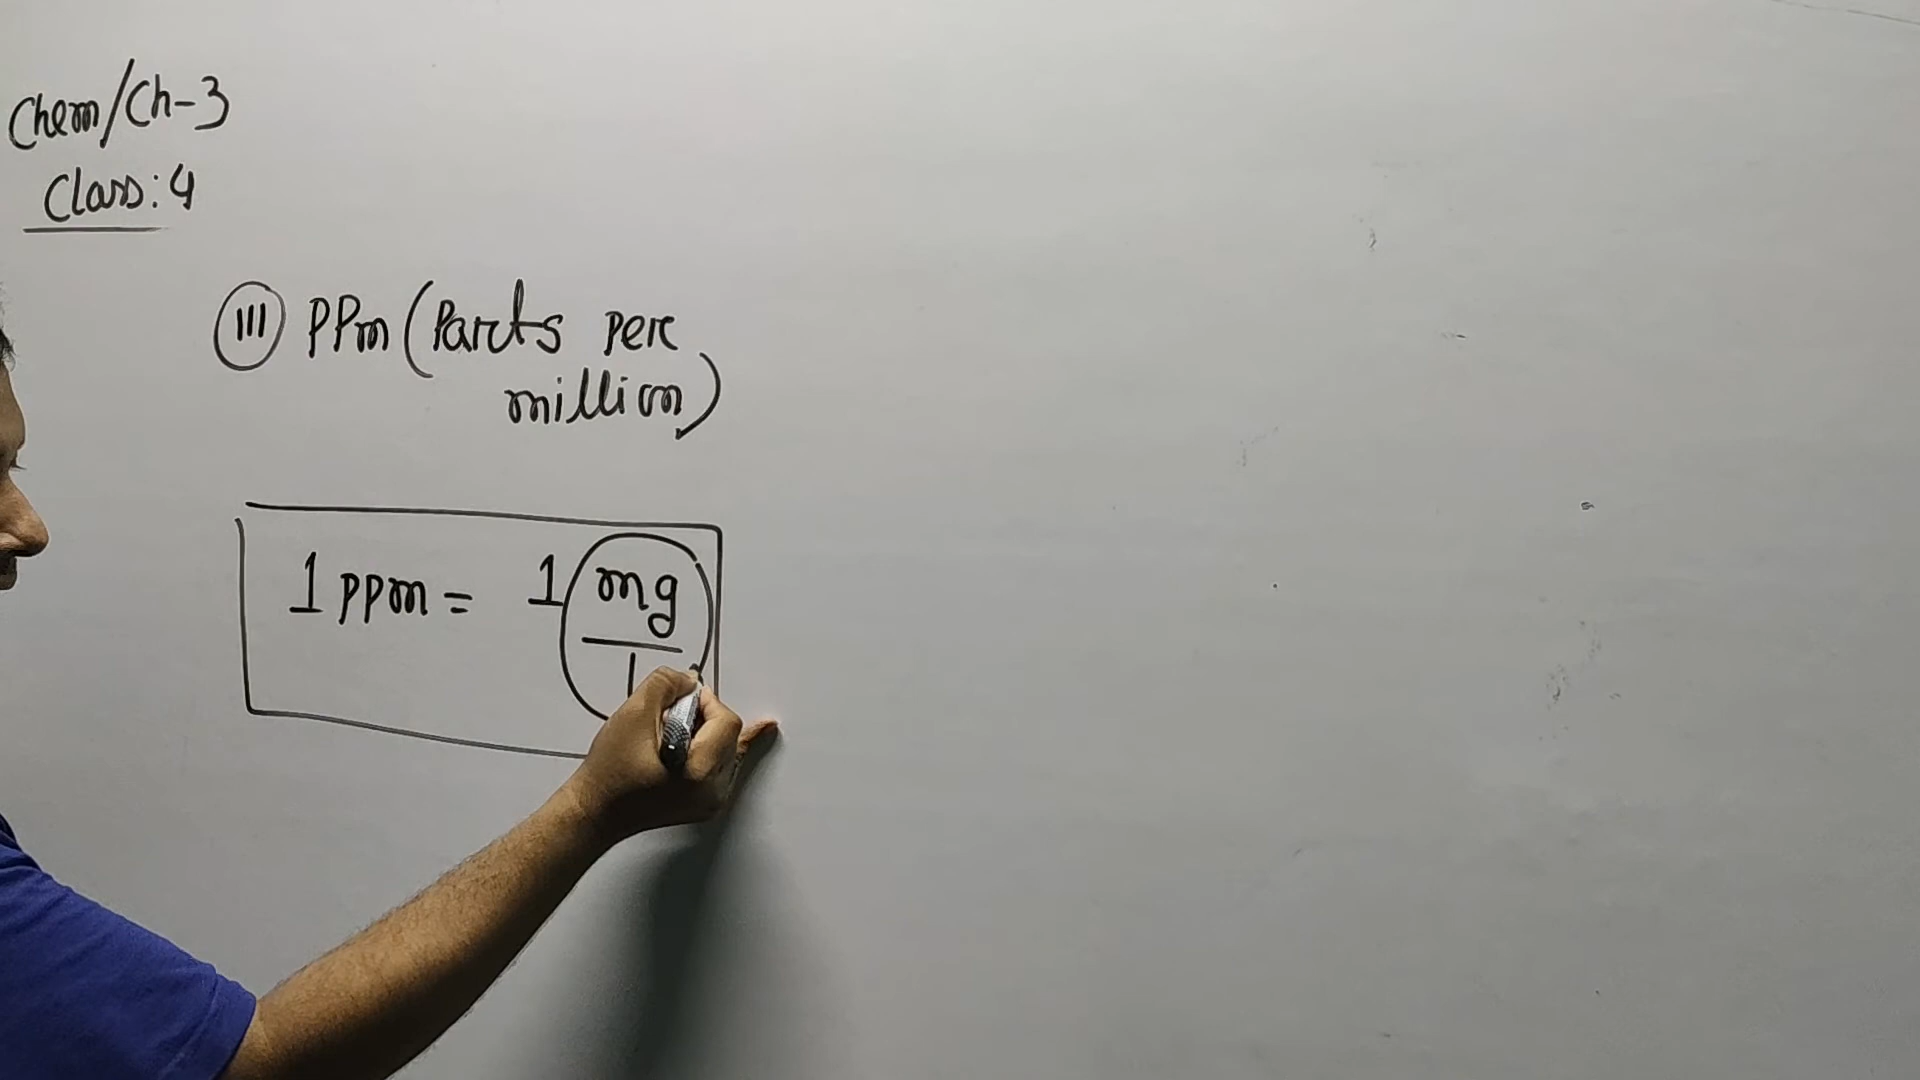 Chem/Ch-3
Class: 4
III PPm (Parts per
million)
1 ppm = 1 mg
L